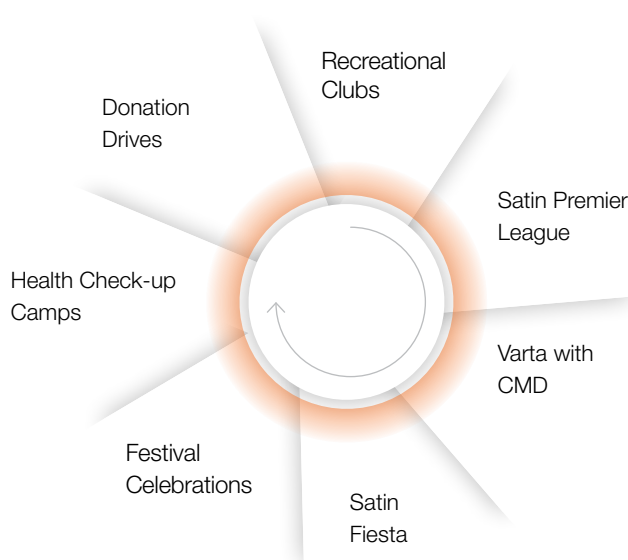 Recreational
Clubs
Satin Premier
League
Varta with
CMD
Satin
Fiesta
Festival
Celebrations
Health Check-up
Camps
Donation
Drives